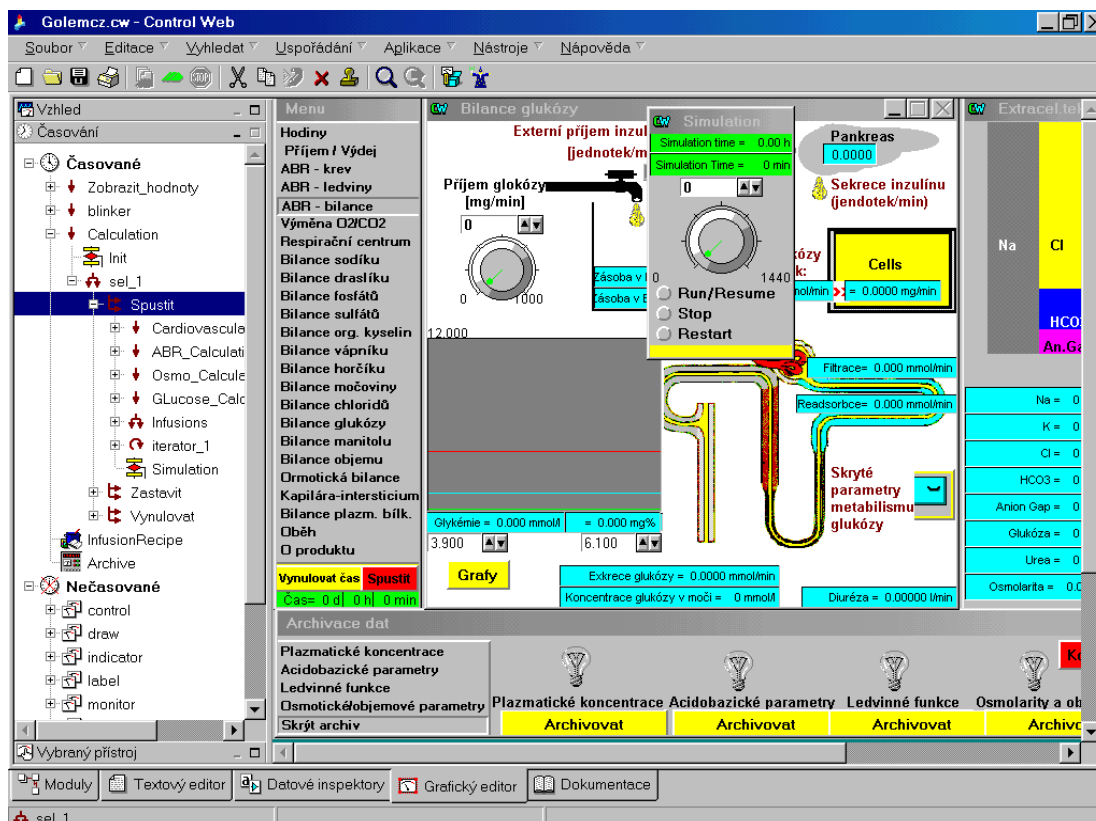 Golemcz.cw - Control Web
Soubor Editace Vyhledat Uspořádání Aplikace Nástroje Nápověda
STOP
Vzhled
Časování
Časované
Zobrazit_hodnoty
blinker
Calculation
Init
sel_1
Spustit
Cardiovascula
ABR_Calculati
Osmo_Calcula
GLucose_Calc
Infusions
iterator_1
Simulation
Zastavit
Vynulovat
InfusionRecipe
Archive
Nečasované
control
draw
indicator
label
monitor
Vybraný přístroj
Menu
Hodiny
Příjem / Výdej
ABR - krev
ABR - ledviny
ABR - bilance
Výměna O2/CO2
Respirační centrum
Bilance sodíku
Bilance draslíku
Bilance fosfátů
Bilance sulfátů
Bilance org. kyselin
Bilance vápníku
Bilance horčíku
Bilance močoviny
Bilance chloridů
Bilance glukózy
Bilance manitolu
Bilance objemu
Ormotická bilance
Kapilára-intersticium
Bilance plazm. bílk.
Oběh
O produktu
Vynulovat čas Spustit
Čas= 0 d 0 h 0 min
Bilance glukózy
Externí příjem inzul
[jednotek/m
Příjem glokózy
[mg/min]
0
0 1000
Zásoba v
Zásoba v
12.000
Glykémie = 0.000 mmol/l = 0.000 mg%
3.900 6.100
Grafy
Exkrece glukózy = 0.0000 mmol/min
Koncentrace glukózy v moči = 0 mmol/l
Diuréza = 0.00000 l/min
Simulation
Simulation time = 0.00 h
Simulation Time = 0 min
0
0 1440
Run/Resume
Stop
Restart
Pankreas
0.0000
Sekrece inzulínu
(jendotek/min)
ózy
k:
Cells
mol/min = 0.0000 mg/min
Filtrace= 0.000 mmol/min
Readsorbce= 0.000 mmol/min
Skryté
parametry
metabilismu
glukózy
Extracel.tek
Na Cl
HCO3
An.Ga
Na = 0
K = 0
Cl = 0
HCO3 = 0
Anion Gap = 0
Glukóza = 0
Urea = 0
Osmolarita = 0.0
Archivace dat
Plazmatické koncentrace
Acidobazické parametry
Ledvinné funkce
Osmotické/objemové parametry
Skrýt archiv
Plazmatické koncentrace Acidobazické parametry Ledvinné funkce Osmolarity a ob
Archivovat Archivovat Archivovat Archivo
Moduly Textový editor Datové inspektory Grafický editor Dokumentace
sel_1